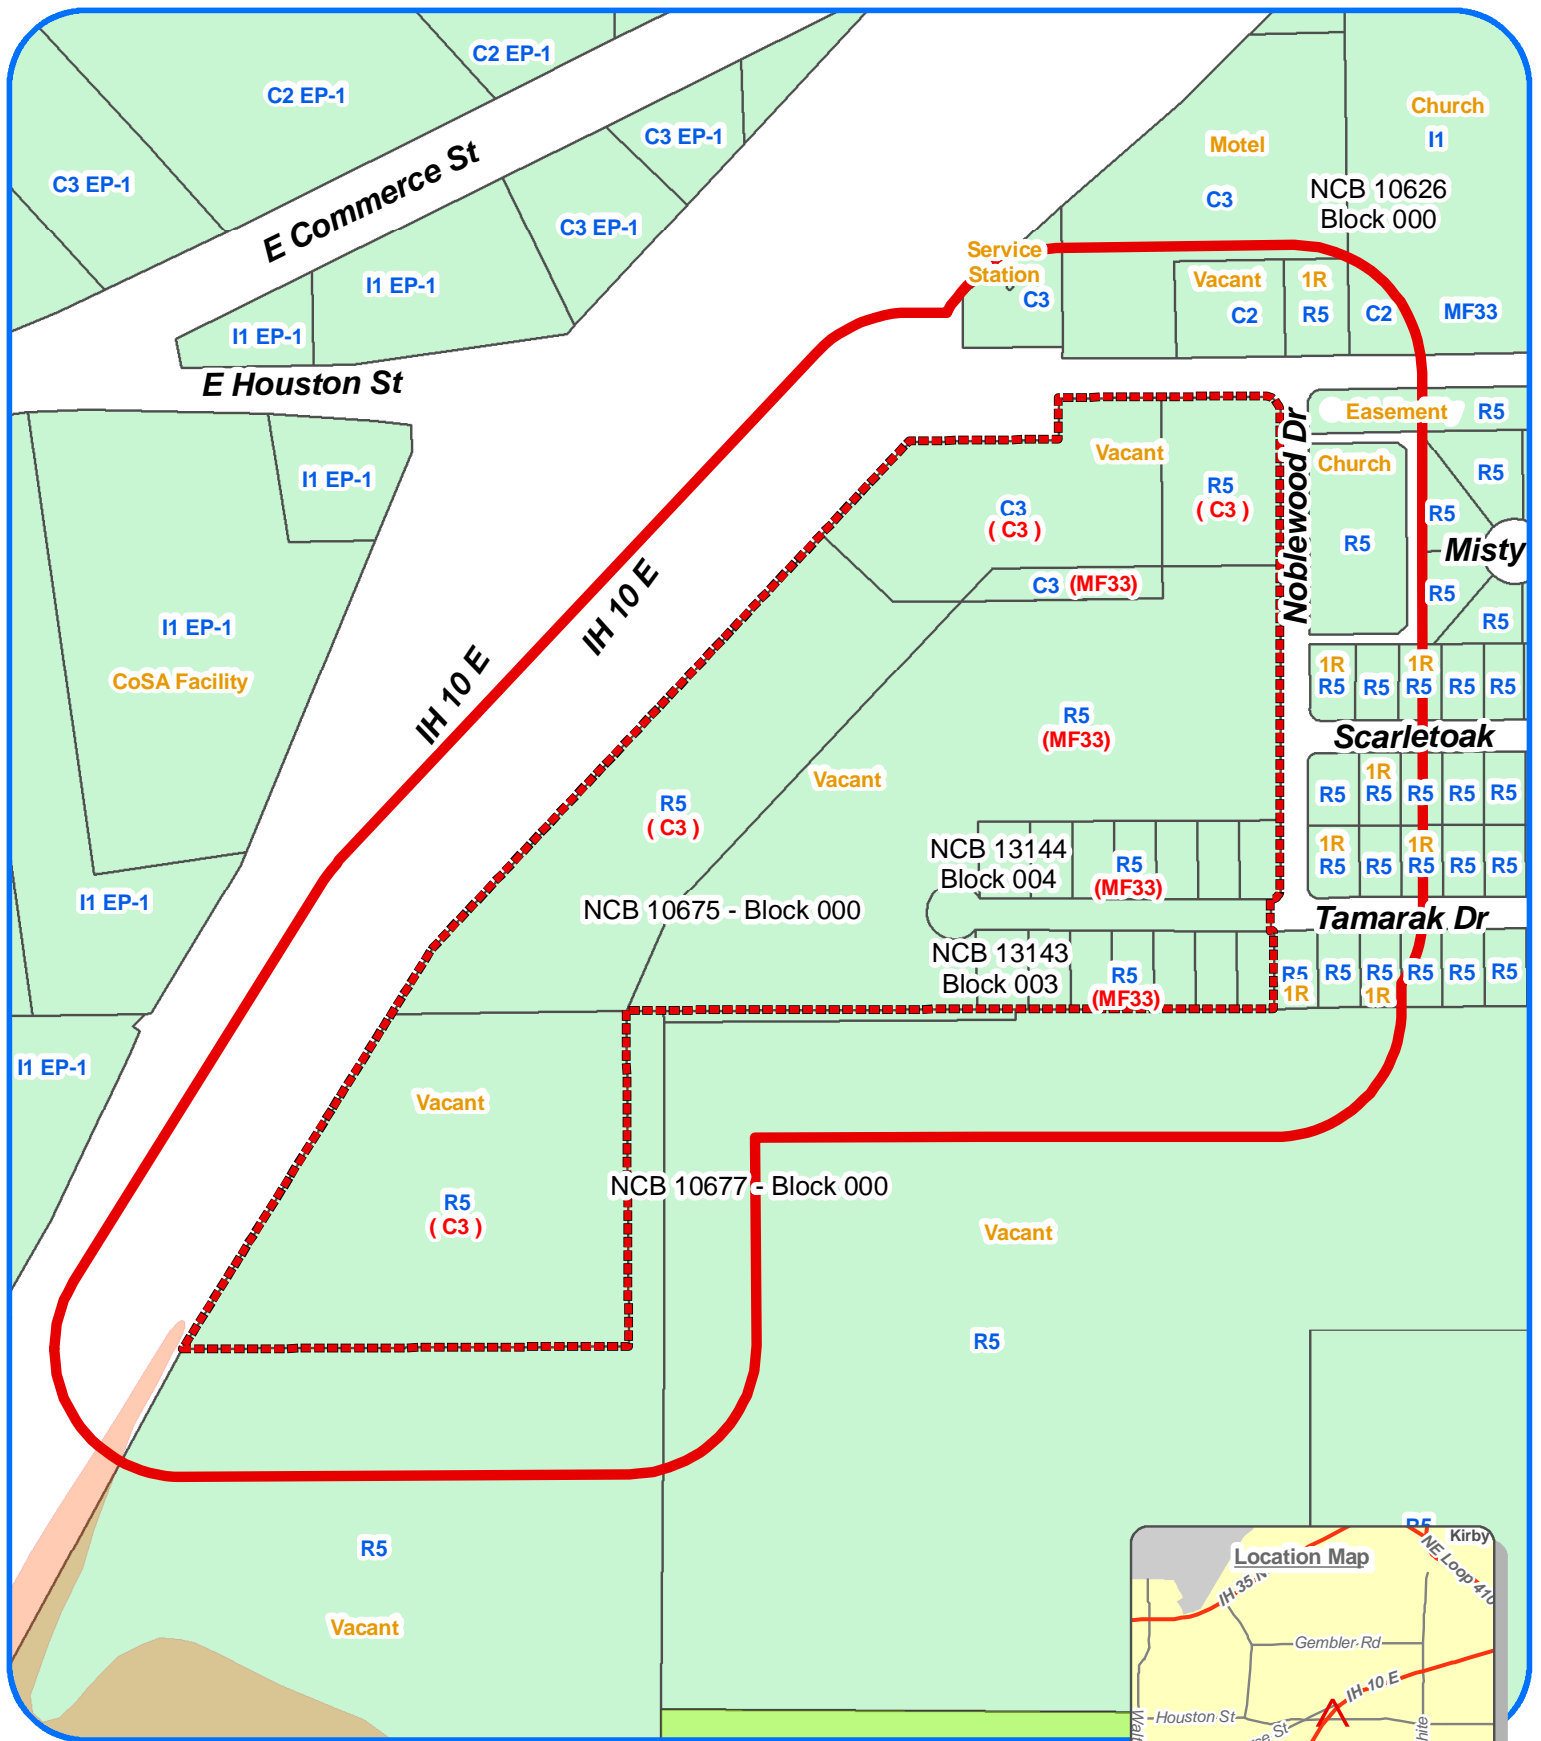 C2 EP-1
C2 EP-1
C3 EP-1
C3 EP-1
E Commerce St
C3 EP-1
I1 EP-1
I1 EP-1
E Houston St
Church
I1
Motel
C3
NCB 10626
Block 000
Service
Station
C3
Vacant
C2
1R
R5
C2
MF33
Easement
R5
Noblewood Dr
Church
R5
R5
R5
Misty
R5
R5
Vacant
C3
( C3 )
R5
( C3 )
C3 (MF33)
I1 EP-1
I1 EP-1
CoSA Facility
I1 EP-1
IH 10 E
IH 10 E
R5
(MF33)
Vacant
R5
( C3 )
1R
R5
R5
1R
R5
R5
R5
Scarletoak
R5
1R
R5
R5
R5
R5
1R
R5
R5
1R
R5
R5
R5
Tamarak Dr
NCB 13144
Block 004
R5
(MF33)
NCB 10675 - Block 000
NCB 13143
Block 003
R5
(MF33)
R5
1R
R5
R5
1R
R5
R5
R5
I1 EP-1
Vacant
R5
( C3 )
NCB 10677 - Block 000
Vacant
R5
R5
Vacant
R5
Kirby
Location Map
NE Loop 410
IH 35 N
Gembler Rd
IH 10 E
Houston St